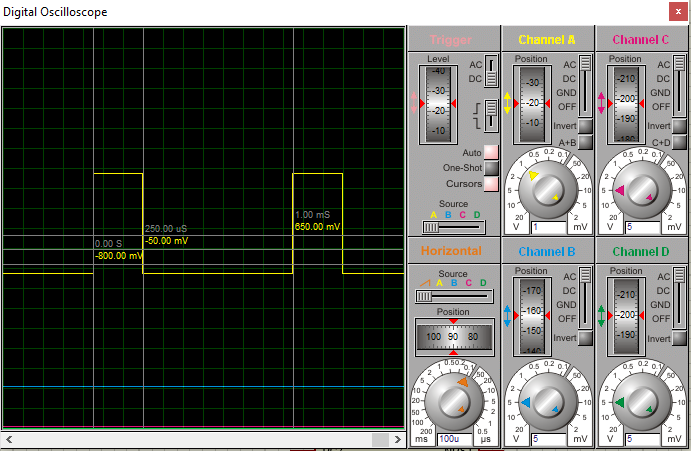 Digital Oscilloscope
x
0.00 S
-800.00 mV
250.00 uS
-50.00 mV
1.00 mS
650.00 mV
Trigger
Level
-40
-30
-20
-10
AC
DC
Auto
One-Shot
Cursors
Source
A B C D
Channel A
Position
-30
-20
-10
AC
DC
GND
OFF
Invert
A+B
0.5 0.2 0.1
1 50
2 20
5 10
10 5
20 2
V 1 mV
Channel C
Position
-210
-200
-190
-180
AC
DC
GND
OFF
Invert
C+D
0.5 0.2 0.1
1 50
2 20
5 10
10 5
20 2
V 5 mV
Horizontal
Source
A B C D
Position
100 90 80
1 0.5 0.2 0.1
2 50
5 20
10 10
20 5
50 2
100 1
200 0.5
ms 100u µs
Channel B
Position
-170
-160
-150
-140
AC
DC
GND
OFF
Invert
0.5 0.2 0.1
1 50
2 20
5 10
10 5
20 2
V 5 mV
Channel D
Position
-210
-200
-190
AC
DC
GND
OFF
Invert
0.5 0.2 0.1
1 50
2 20
5 10
10 5
20 2
V 5 mV